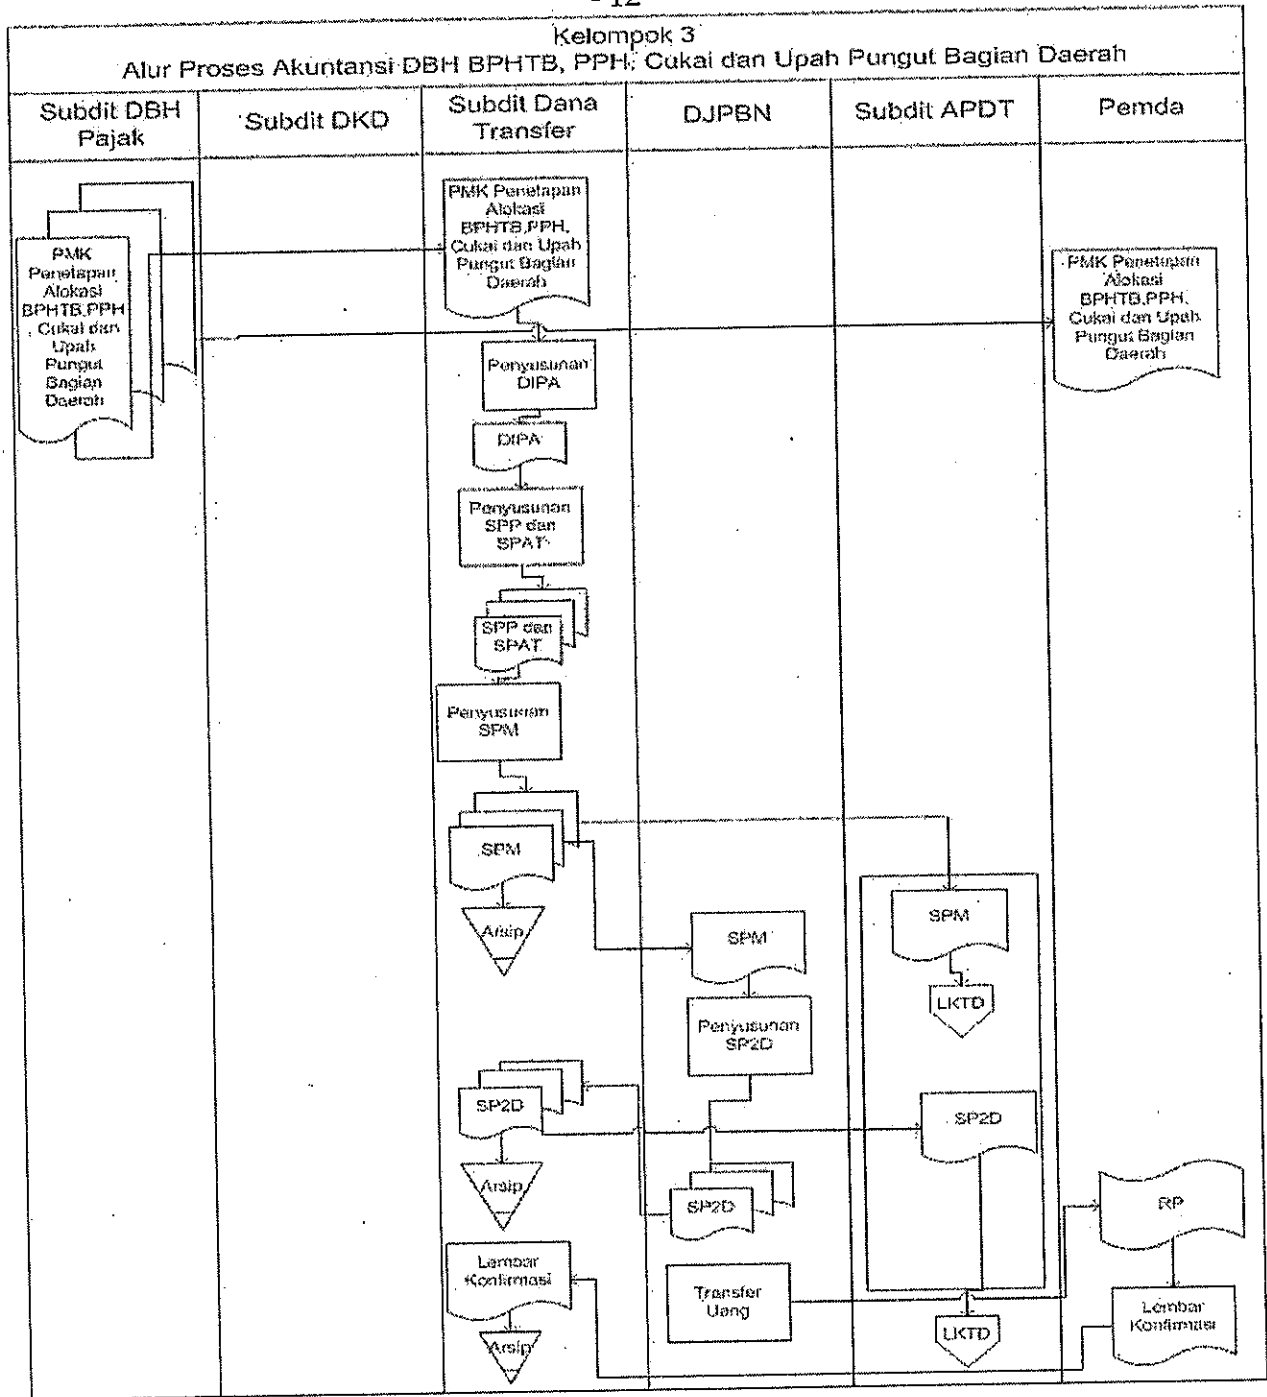 - 12
Kelompok 3
Alur Proses Akuntansi DBH BPHTB, PPH, Cukai dan Upah Pungut Bagian Daerah
Subdit DBH
Pajak
Subdit DKD
Subdit Dana
Transfer
DJPBN
Subdit APDT
Pemda
PMK
Penetapan
Alokasi
BPHTB,PPH
, Cukai dan
Upah
Pungut
Bagian
Daerah
PMK Penetapan
Alokasi
BPHTB,PPH,
Cukai dan Upah
Pungut Bagian
Daerah
PMK Penetapan
Alokasi
BPHTB,PPH,
Cukai dan Upah
Pungut Bagian
Daerah
Penyusunan
DIPA
DIPA
Penyusunan
SPP dan
SPAT
SPP dan
SPAT
Penyusunan
SPM
SPM
Arsip
SPM
SPM
LKTD
Penyusunan
SP2D
SP2D
SP2D
Arsip
SP2D
RP
Lembar
Konfirmasi
Transfer
Uang
LKTD
Lembar
Konfirmasi
Arsip